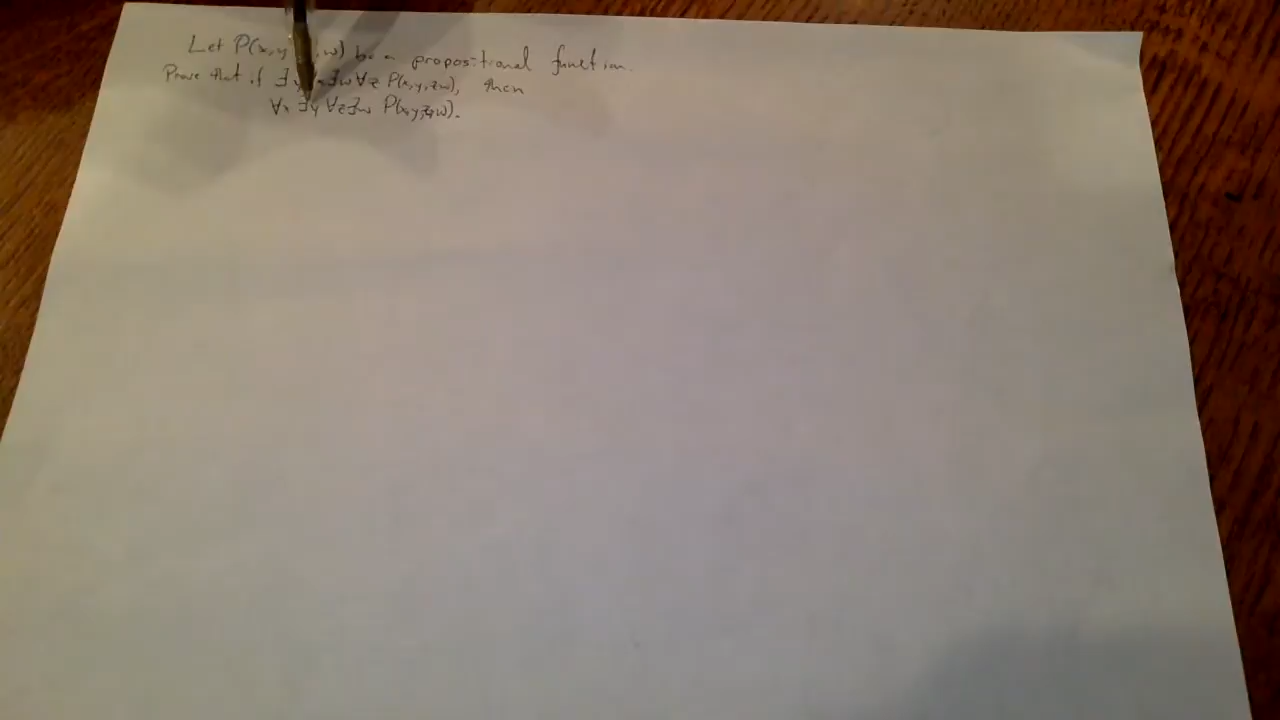 Let P(x,y ,w) be a propositional function.
Prove that if ∃y ∃w∀z P(x,y,z,w), then
∀x ∃y ∀z∃w P(x,y,z,w).